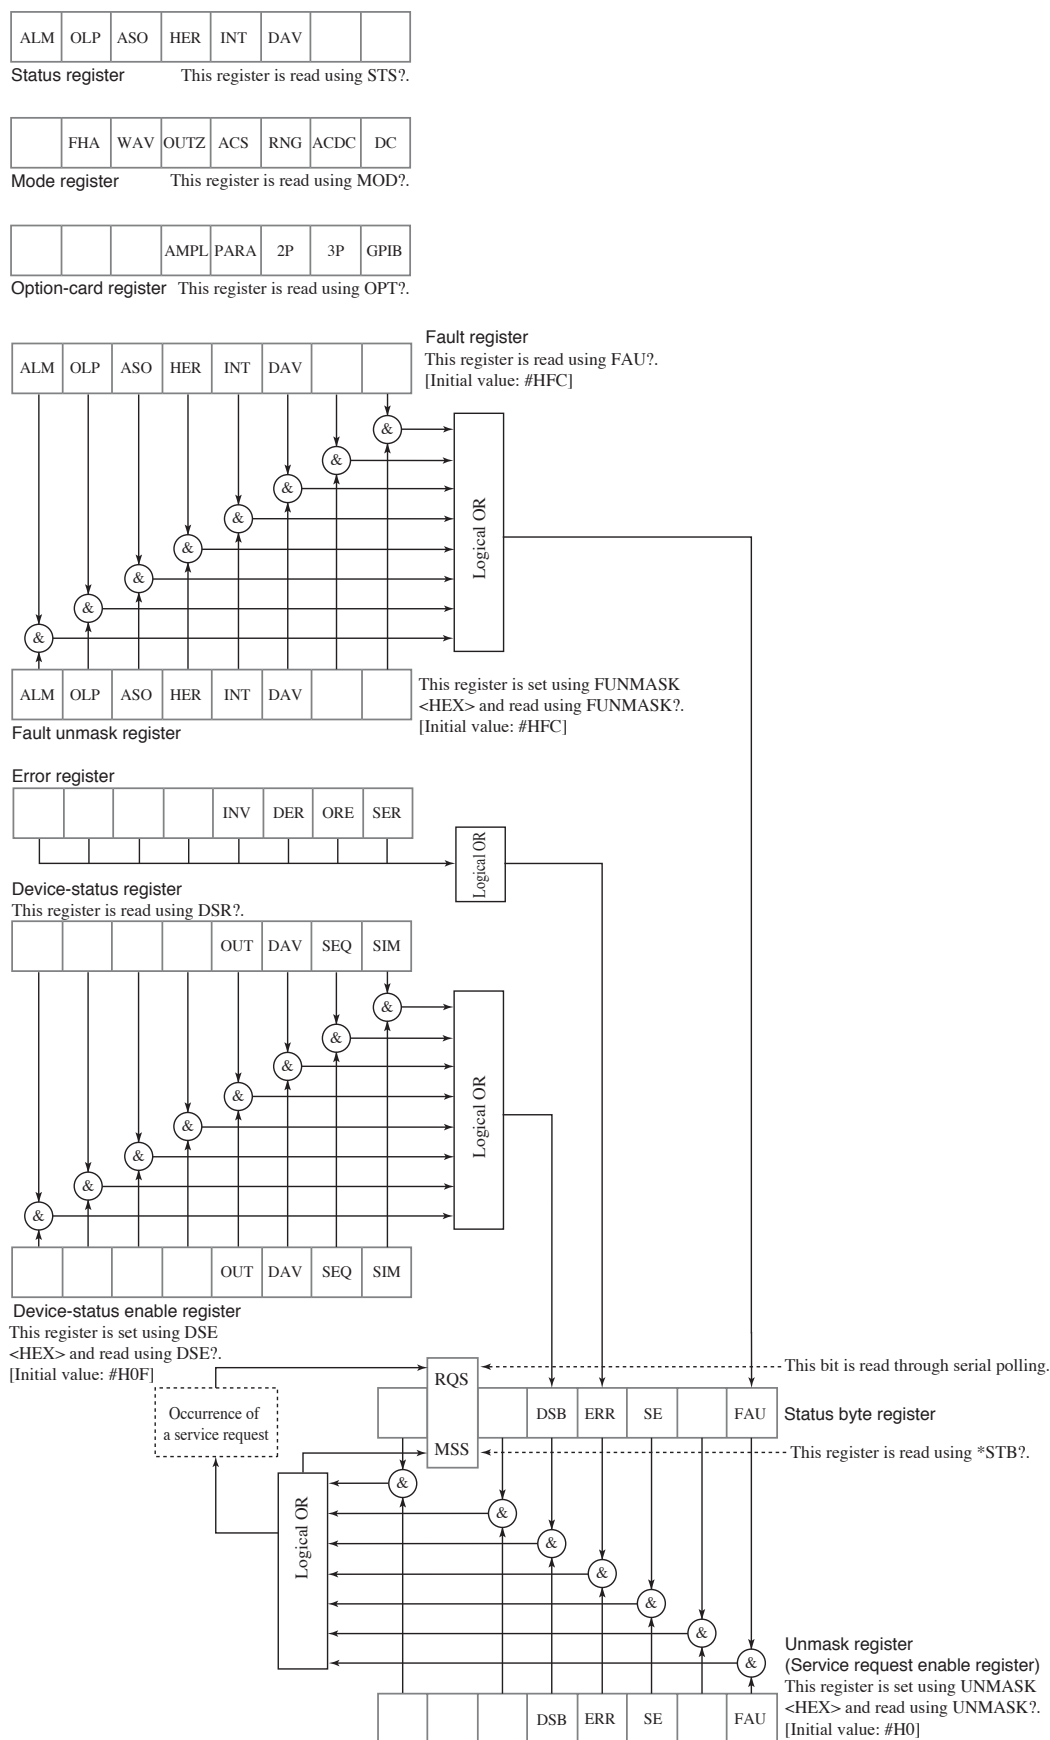 ALM OLP ASO HER INT DAV
Status register This register is read using STS?.
FHA WAV OUTZ ACS RNG ACDC DC
Mode register This register is read using MOD?.
AMPL PARA 2P 3P GPIB
Option-card register This register is read using OPT?.
Fault register
This register is read using FAU?.
[Initial value: #HFC]
ALM OLP ASO HER INT DAV
&
&
&
&
&
&
&
&
Logical OR
ALM OLP ASO HER INT DAV
Fault unmask register
This register is set using FUNMASK
<HEX> and read using FUNMASK?.
[Initial value: #HFC]
Error register
INV DER ORE SER
Logical OR
Device-status register
This register is read using DSR?.
OUT DAV SEQ SIM
&
&
&
&
&
&
&
&
Logical OR
OUT DAV SEQ SIM
Device-status enable register
This register is set using DSE
<HEX> and read using DSE?.
[Initial value: #H0F]
RQS
This bit is read through serial polling.
Occurrence of
a service request
DSB ERR SE FAU
Status byte register
MSS
This register is read using *STB?.
&
&
&
&
&
&
&
Logical OR
Unmask register
(Service request enable register)
This register is set using UNMASK
<HEX> and read using UNMASK?.
[Initial value: #H0]
DSB ERR SE FAU